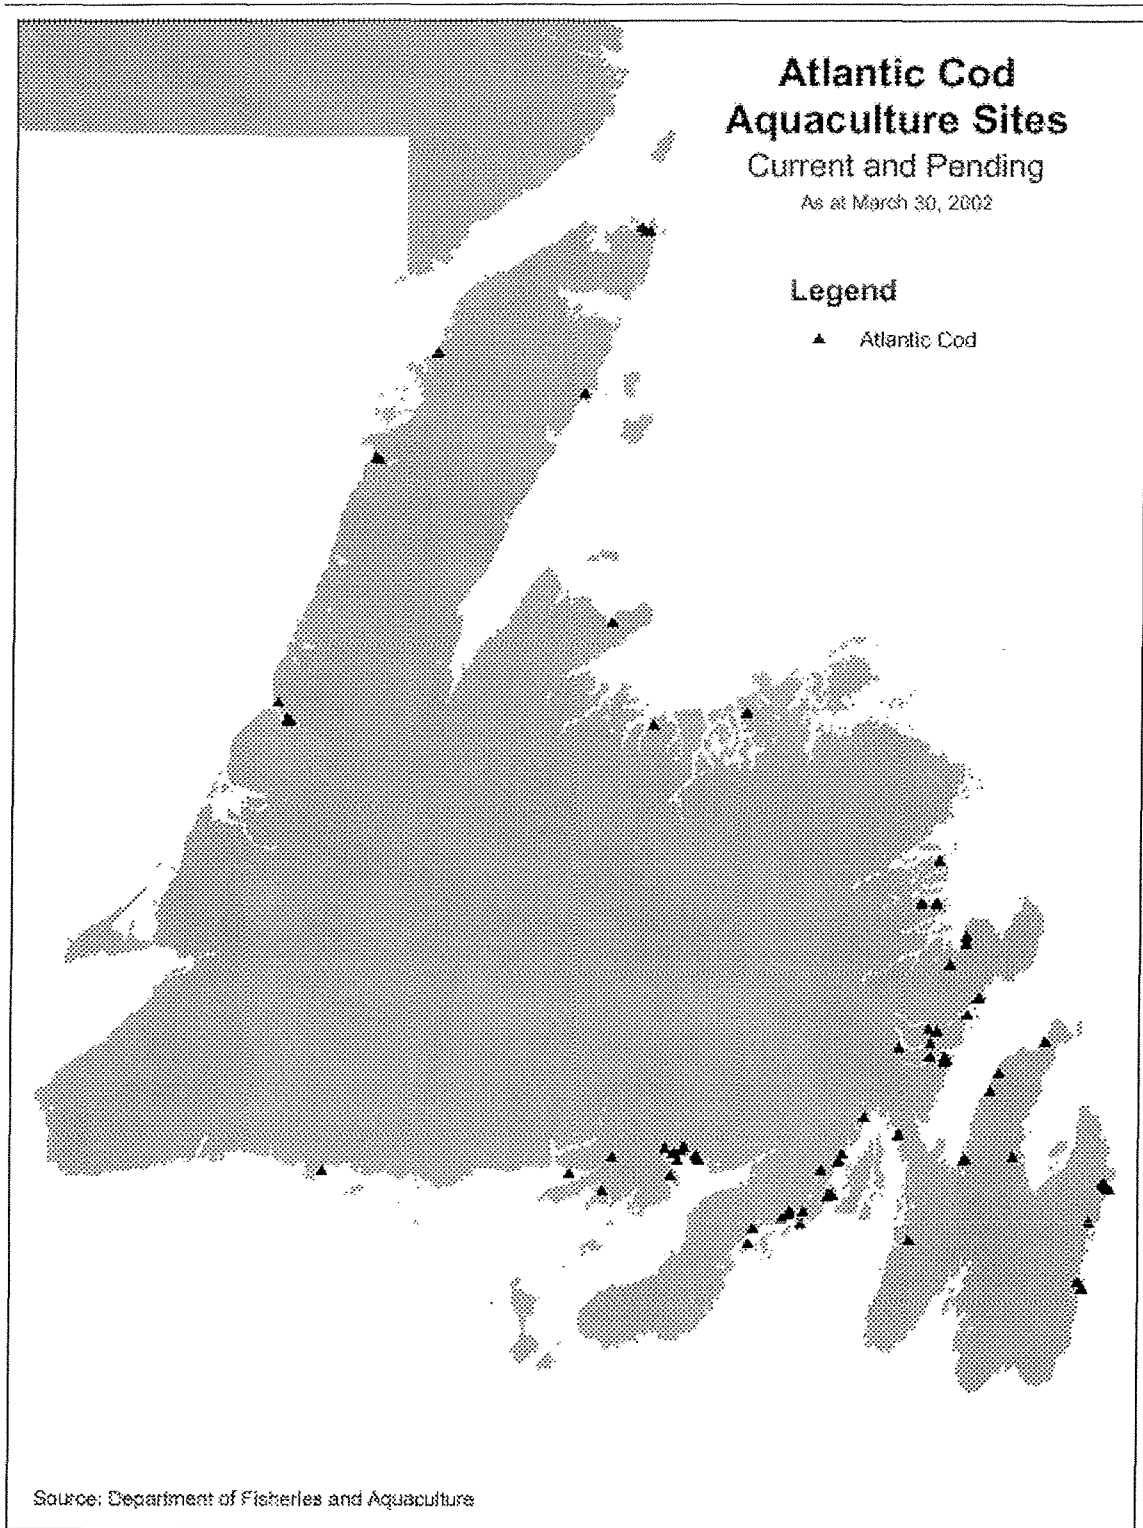 Atlantic Cod
Aquaculture Sites
Current and Pending
As at March 30, 2002
Legend
Atlantic Cod
Source: Department of Fisheries and Aquaculture